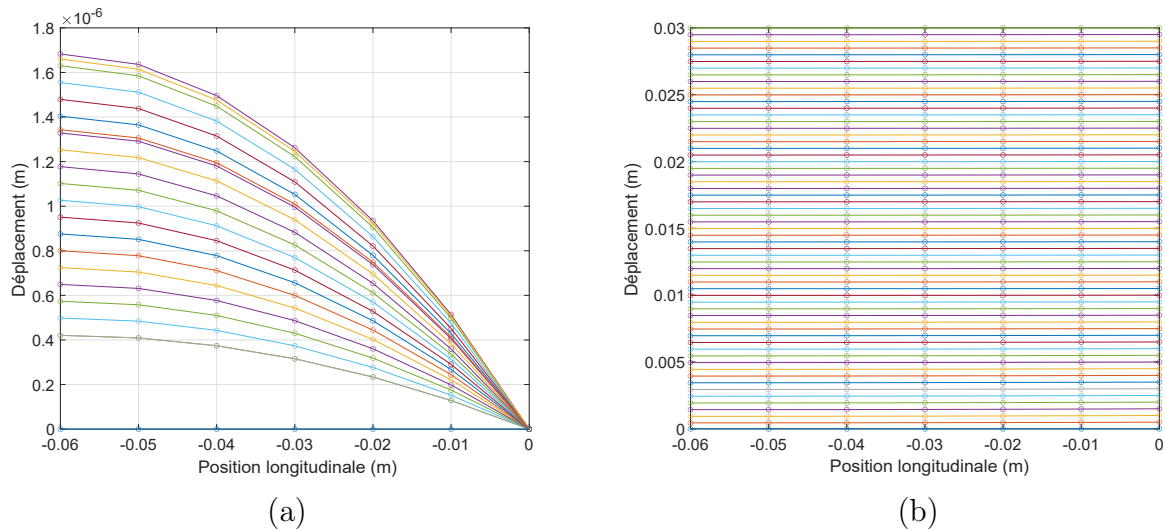 ×10⁻⁶
1.8
1.6
1.4
1.2
1
0.8
0.6
0.4
0.2
0
Déplacement (m)
-0.06 -0.05 -0.04 -0.03 -0.02 -0.01 0
Position longitudinale (m)
(a)
0.03
0.025
0.02
0.015
0.01
0.005
0
Déplacement (m)
-0.06 -0.05 -0.04 -0.03 -0.02 -0.01 0
Position longitudinale (m)
(b)